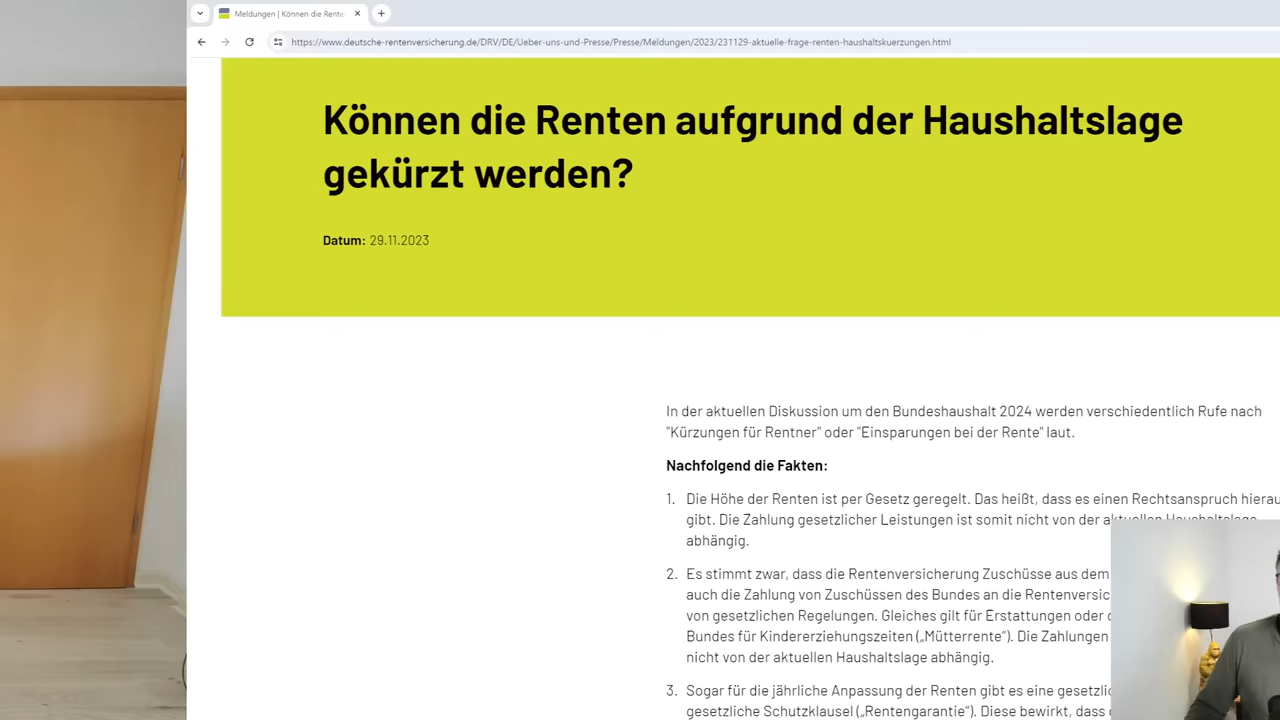 Meldungen | Können die Rente
https://www.deutsche-rentenversicherung.de/DRV/DE/Ueber-uns-und-Presse/Presse/Meldungen/2023/231129-aktuelle-frage-renten-haushaltskuerzungen.html
Können die Renten aufgrund der Haushaltslage
gekürzt werden?
Datum: 29.11.2023
In der aktuellen Diskussion um den Bundeshaushalt 2024 werden verschiedentlich Rufe nach
"Kürzungen für Rentner" oder "Einsparungen bei der Rente" laut.
Nachfolgend die Fakten:
1. Die Höhe der Renten ist per Gesetz geregelt. Das heißt, dass es einen Rechtsanspruch hierau
gibt. Die Zahlung gesetzlicher Leistungen ist somit nicht von der aktuellen Haushaltslage
abhängig.
2. Es stimmt zwar, dass die Rentenversicherung Zuschüsse aus dem
auch die Zahlung von Zuschüssen des Bundes an die Rentenversic
von gesetzlichen Regelungen. Gleiches gilt für Erstattungen oder
Bundes für Kindererziehungszeiten („Mütterrente"). Die Zahlungen
nicht von der aktuellen Haushaltslage abhängig.
3. Sogar für die jährliche Anpassung der Renten gibt es eine gesetzlic
gesetzliche Schutzklausel („Rentengarantie"). Diese bewirkt, dass